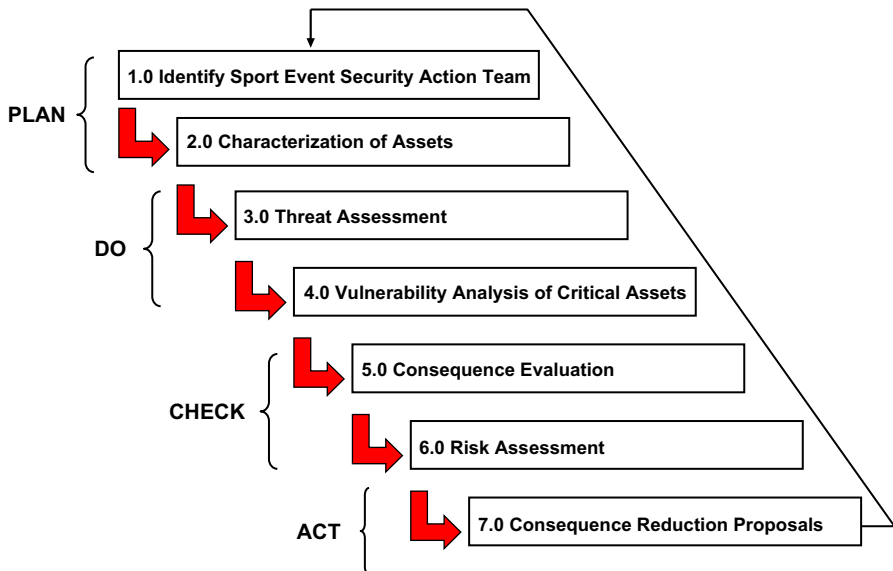 1.0 Identify Sport Event Security Action Team
PLAN
2.0 Characterization of Assets
3.0 Threat Assessment
DO
4.0 Vulnerability Analysis of Critical Assets
5.0 Consequence Evaluation
CHECK
6.0 Risk Assessment
7.0 Consequence Reduction Proposals
ACT